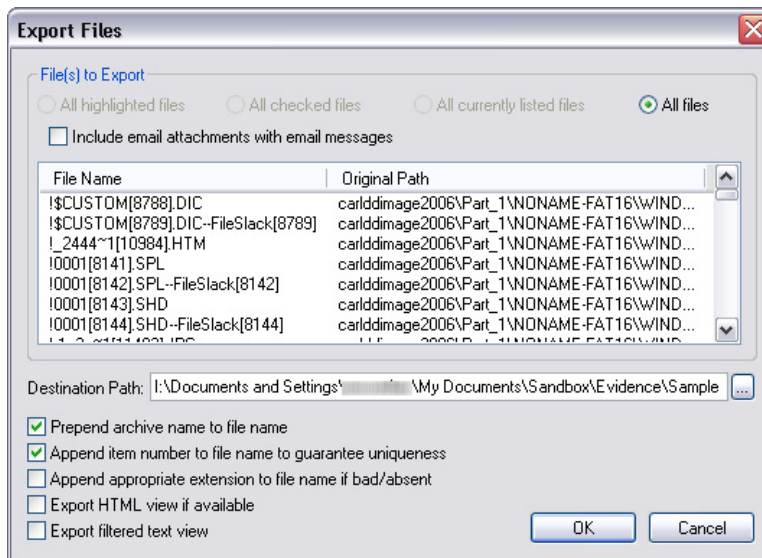 Export Files
File(s) to Export
All highlighted files All checked files All currently listed files All files
Include email attachments with email messages
File Name Original Path
!$CUSTOM[8788].DIC carlddimage2006\Part_1\NONAME-FAT16\WIND...
!$CUSTOM[8789].DIC--FileSlack[8789] carlddimage2006\Part_1\NONAME-FAT16\WIND...
!_2444~1[10984].HTM carlddimage2006\Part_1\NONAME-FAT16\WIND...
!0001[8141].SPL carlddimage2006\Part_1\NONAME-FAT16\WIND...
!0001[8142].SPL--FileSlack[8142] carlddimage2006\Part_1\NONAME-FAT16\WIND...
!0001[8143].SHD carlddimage2006\Part_1\NONAME-FAT16\WIND...
!0001[8144].SHD--FileSlack[8144] carlddimage2006\Part_1\NONAME-FAT16\WIND...
Destination Path: I:\Documents and Settings\ \My Documents\Sandbox\Evidence\Sample ...
Prepend archive name to file name
Append item number to file name to guarantee uniqueness
Append appropriate extension to file name if bad/absent
Export HTML view if available
Export filtered text view
OK Cancel